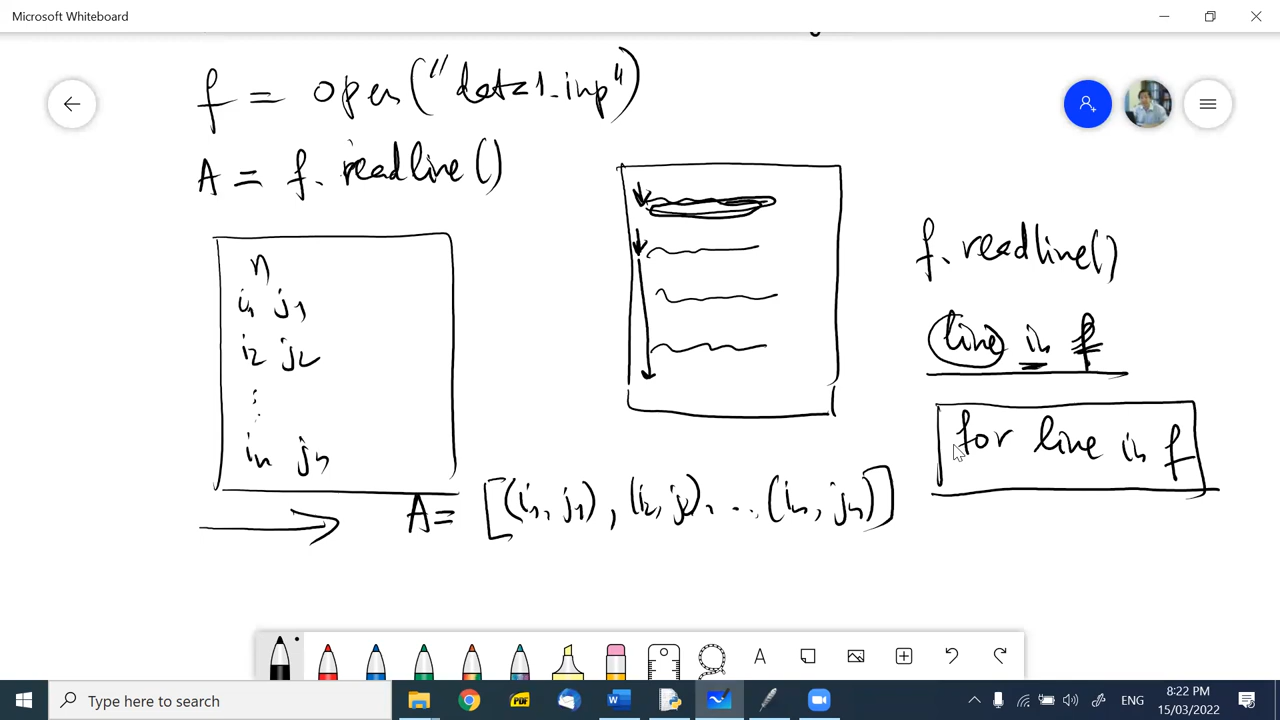 Microsoft Whiteboard
f = open("data1.inp")
A = f.readline()
n
i1 j1
i2 j2
⋮
in jn
f.readline()
line in f
for line in f
A = [(i1, j1), (i2, j2), ... (in, jn)]
A
Type here to search
PDF
ENG
8:22 PM
15/03/2022